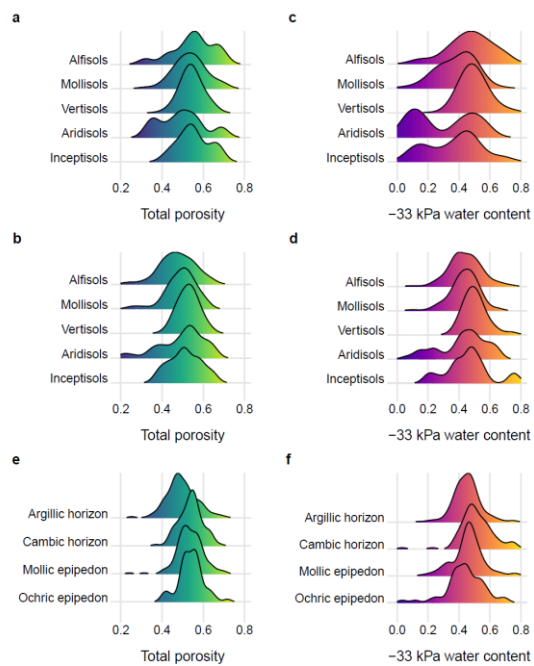 a
Alfisols
Mollisols
Vertisols
Aridisols
Inceptisols
0.2 0.4 0.6 0.8
Total porosity
c
Alfisols
Mollisols
Vertisols
Aridisols
Inceptisols
0.0 0.2 0.4 0.6 0.8
−33 kPa water content
b
Alfisols
Mollisols
Vertisols
Aridisols
Inceptisols
0.2 0.4 0.6 0.8
Total porosity
d
Alfisols
Mollisols
Vertisols
Aridisols
Inceptisols
0.0 0.2 0.4 0.6 0.8
−33 kPa water content
e
Argillic horizon
Cambic horizon
Mollic epipedon
Ochric epipedon
0.2 0.4 0.6 0.8
Total porosity
f
Argillic horizon
Cambic horizon
Mollic epipedon
Ochric epipedon
0.0 0.2 0.4 0.6 0.8
−33 kPa water content